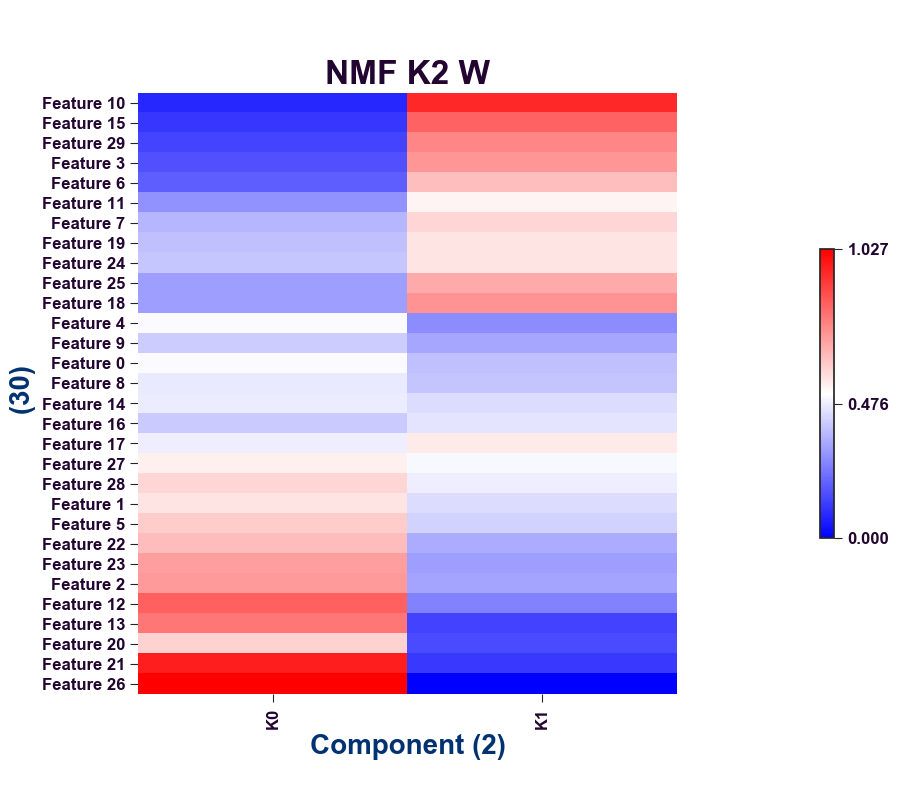 NMF K2 W
Feature 10
Feature 15
Feature 29
Feature 3
Feature 6
Feature 11
Feature 7
Feature 19
Feature 24
Feature 25
Feature 18
Feature 4
Feature 9
Feature 0
Feature 8
Feature 14
Feature 16
Feature 17
Feature 27
Feature 28
Feature 1
Feature 5
Feature 22
Feature 23
Feature 2
Feature 12
Feature 13
Feature 20
Feature 21
Feature 26
(30)
K0
K1
Component (2)
1.027
0.476
0.000